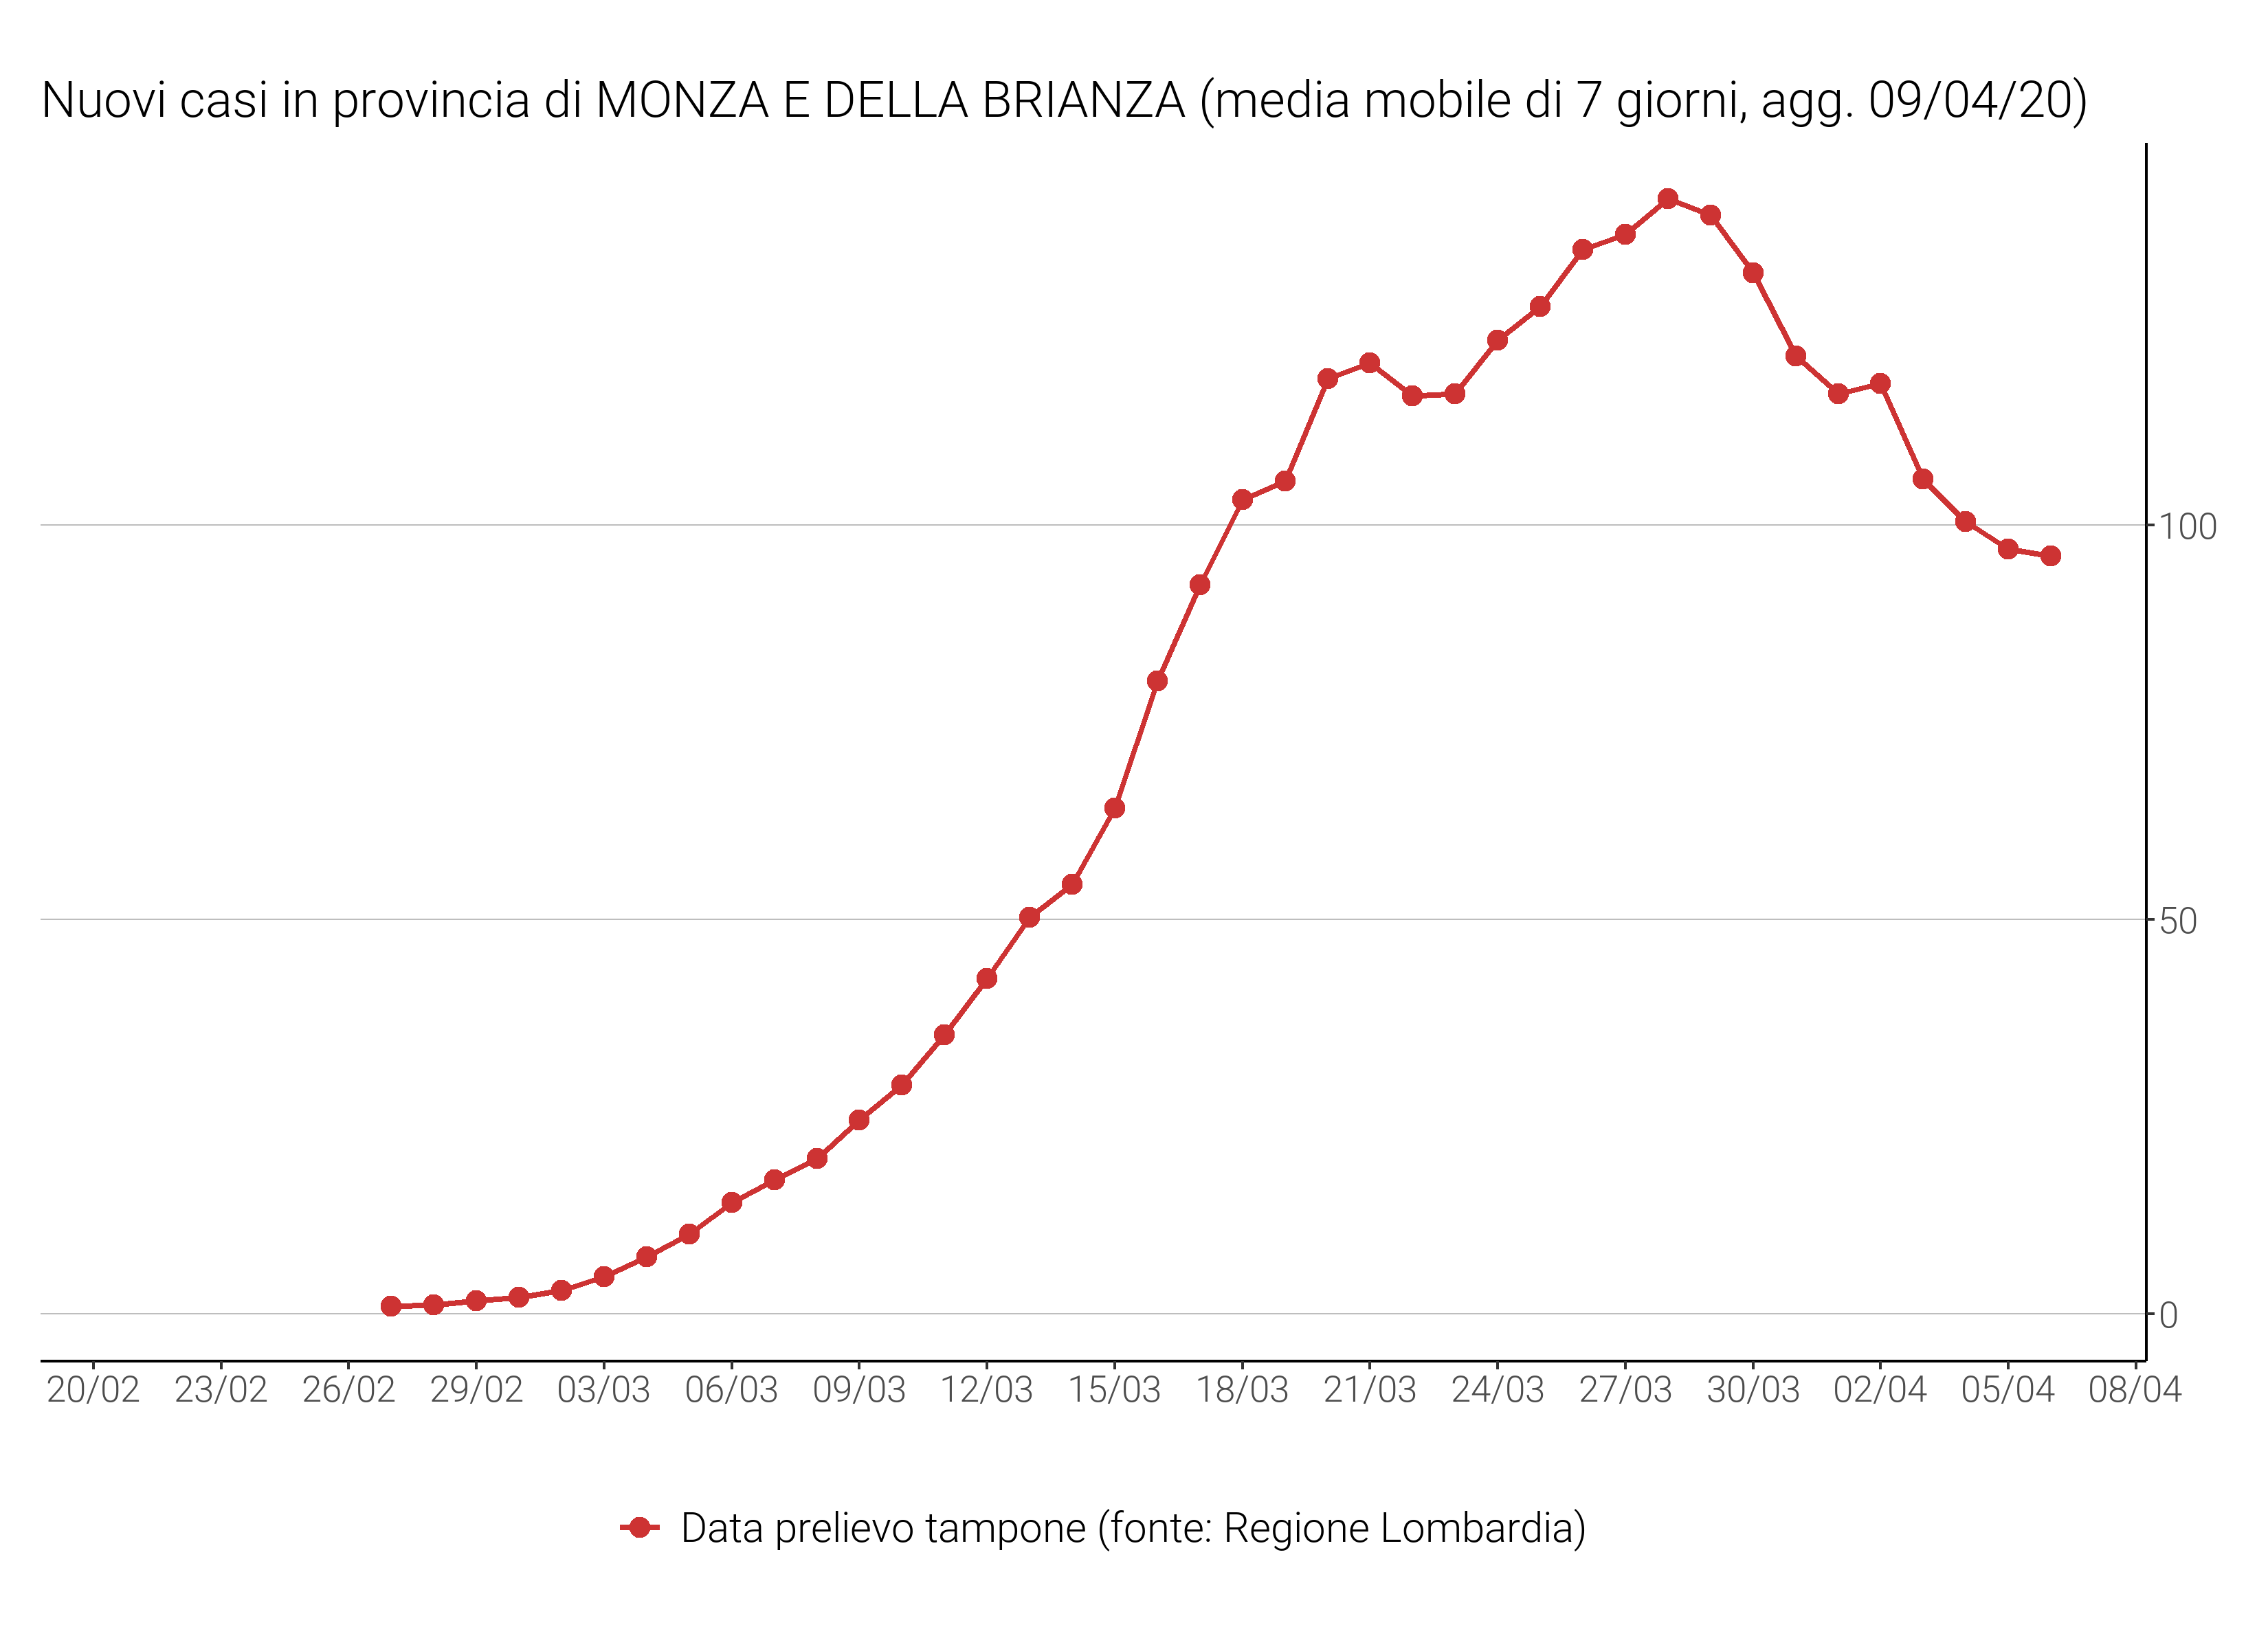 Nuovi casi in provincia di MONZA E DELLA BRIANZA (media mobile di 7 giorni, agg. 09/04/20)
100
50
0
20/02 23/02 26/02 29/02 03/03 06/03 09/03 12/03 15/03 18/03 21/03 24/03 27/03 30/03 02/04 05/04 08/04
Data prelievo tampone (fonte: Regione Lombardia)